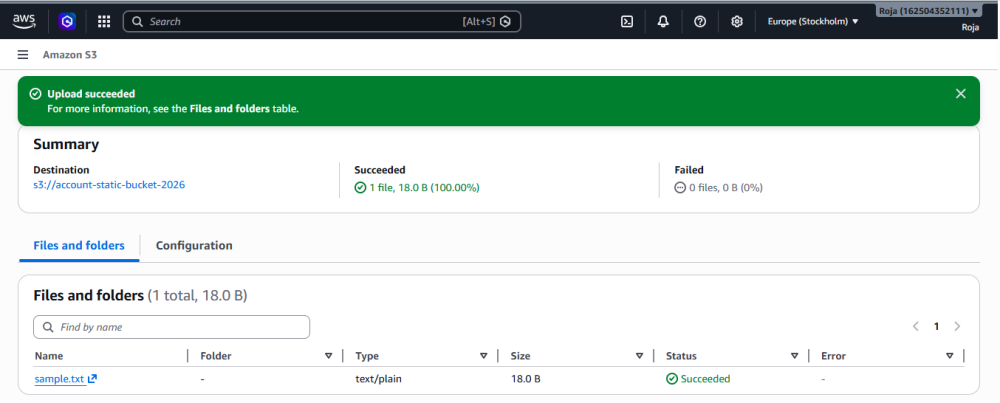 aws
Search [Alt+S] Europe (Stockholm) Roja (162504352111)
Roja
Amazon S3
Upload succeeded
For more information, see the Files and folders table.
Summary
Destination Succeeded Failed
s3://account-static-bucket-2026 1 file, 18.0 B (100.00%) 0 files, 0 B (0%)
Files and folders Configuration
Files and folders (1 total, 18.0 B)
Find by name 1
Name Folder Type Size Status Error
sample.txt - text/plain 18.0 B Succeeded -